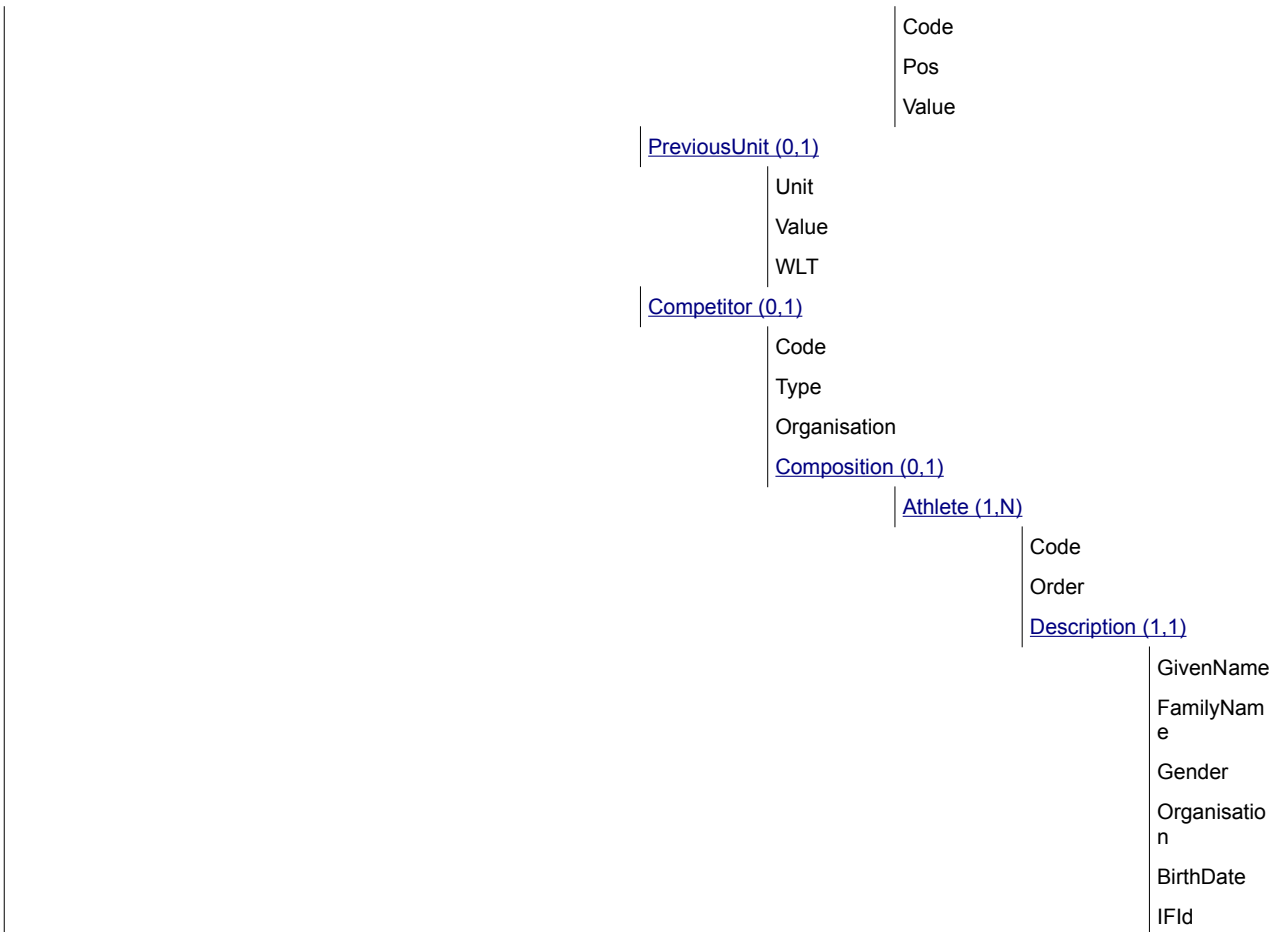 Code
Pos
Value
PreviousUnit (0,1)
Unit
Value
WLT
Competitor (0,1)
Code
Type
Organisation
Composition (0,1)
Athlete (1,N)
Code
Order
Description (1,1)
GivenName
FamilyNam
e
Gender
Organisatio
n
BirthDate
IFId